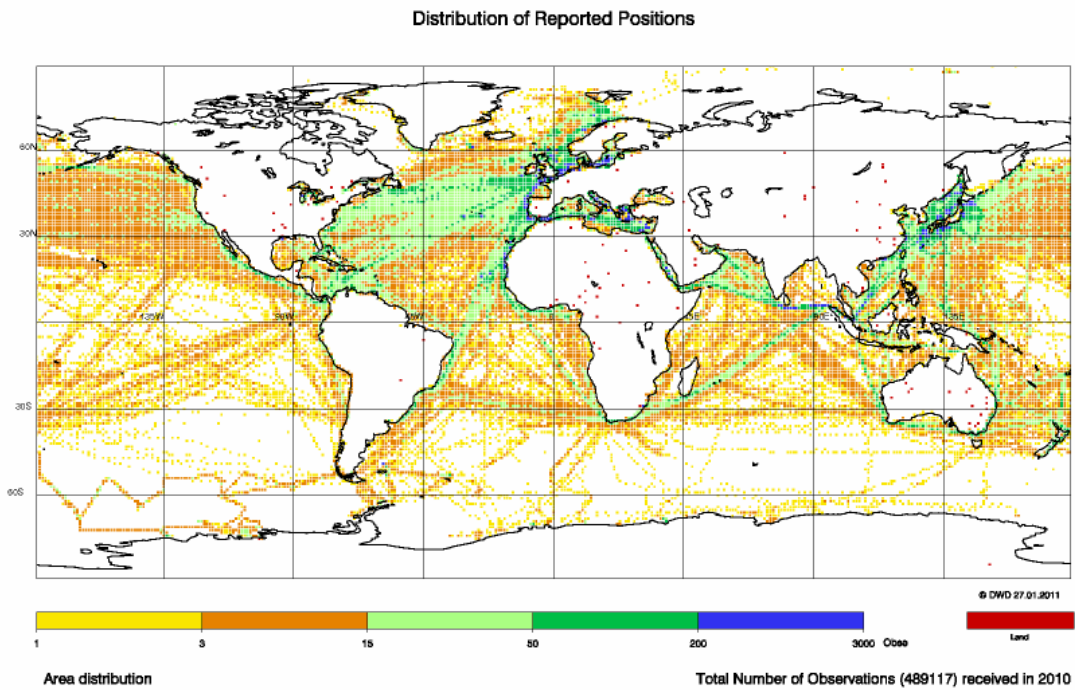 Distribution of Reported Positions
60N
30N
135W
90W
45W
0
45E
90E
135E
30S
60S
© DWD 27.01.2011
1 3 15 50 200 3000 Obse Land
Area distribution Total Number of Observations (489117) received in 2010